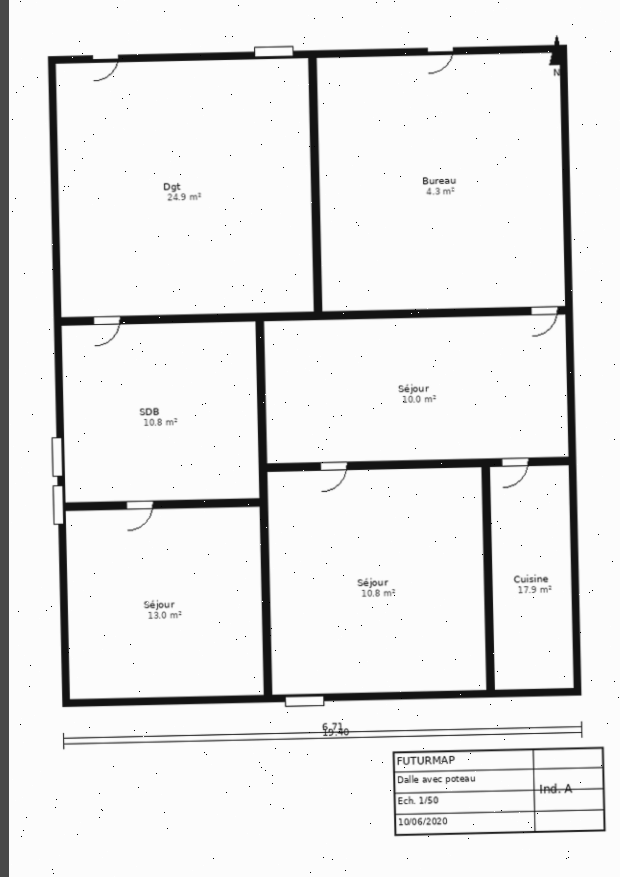 N
Dgt
24.9 m²
Bureau
4.3 m²
SDB
10.8 m²
Séjour
10.0 m²
Séjour
13.0 m²
Séjour
10.8 m²
Cuisine
17.9 m²
6.71
19.40
FUTURMAP
Dalle avec poteau
Ech. 1/50
10/06/2020
Ind. A